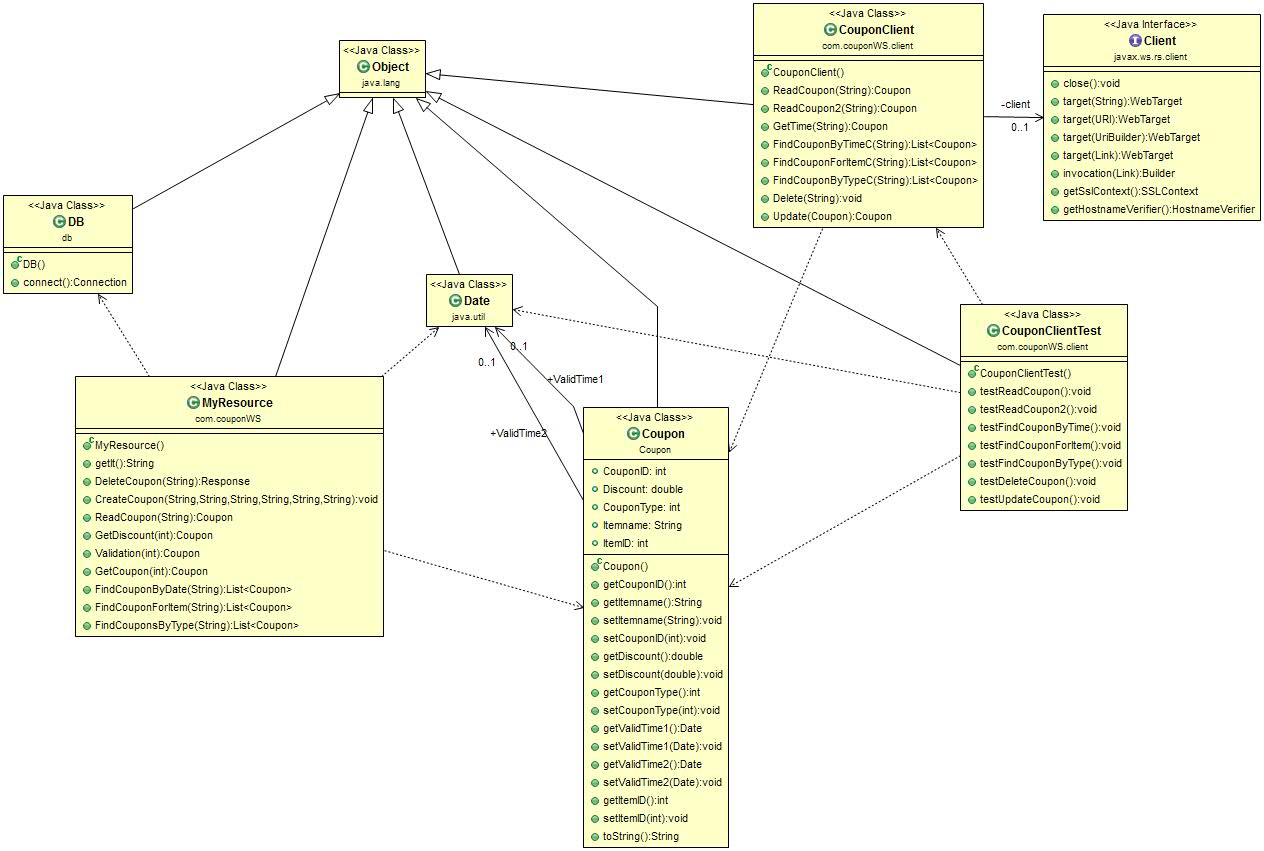 <<Java Class>>
CouponClient
com.couponWS.client
CouponClient()
ReadCoupon(String):Coupon
ReadCoupon2(String):Coupon
GetTime(String):Coupon
FindCouponByTimeC(String):List<Coupon>
FindCouponForItemC(String):List<Coupon>
FindCouponByTypeC(String):List<Coupon>
Delete(String):void
Update(Coupon):Coupon
<<Java Interface>>
Client
javax.ws.rs.client
close():void
target(String):WebTarget
target(URI):WebTarget
target(UriBuilder):WebTarget
target(Link):WebTarget
invocation(Link):Builder
getSslContext():SSLContext
getHostnameVerifier():HostnameVerifier
-client
0..1
<<Java Class>>
Object
java.lang
<<Java Class>>
DB
db
DB()
connect():Connection
<<Java Class>>
Date
java.util
0..1
0..1
+ValidTime1
+ValidTime2
<<Java Class>>
CouponClientTest
com.couponWS.client
CouponClientTest()
testReadCoupon():void
testReadCoupon2():void
testFindCouponByTime():void
testFindCouponForItem():void
testFindCouponByType():void
testDeleteCoupon():void
testUpdateCoupon():void
<<Java Class>>
MyResource
com.couponWS
MyResource()
getIt():String
DeleteCoupon(String):Response
CreateCoupon(String,String,String,String,String,String):void
ReadCoupon(String):Coupon
GetDiscount(int):Coupon
Validation(int):Coupon
GetCoupon(int):Coupon
FindCouponByDate(String):List<Coupon>
FindCouponForItem(String):List<Coupon>
FindCouponsByType(String):List<Coupon>
<<Java Class>>
Coupon
Coupon
CouponID: int
Discount: double
CouponType: int
Itemname: String
ItemID: int
Coupon()
getCouponID():int
getItemname():String
setItemname(String):void
setCouponID(int):void
getDiscount():double
setDiscount(double):void
getCouponType():int
setCouponType(int):void
getValidTime1():Date
setValidTime1(Date):void
getValidTime2():Date
setValidTime2(Date):void
getItemID():int
setItemID(int):void
toString():String